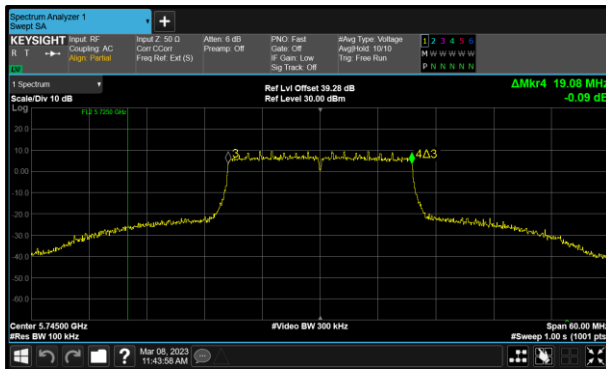 Spectrum Analyzer 1
Swept SA
+
KEYSIGHT
R T
Input: RF
Coupling: AC
Align: Partial
Input Z: 50 Ω
Corr CCorr
Freq Ref: Ext (S)
Atten: 6 dB
Preamp: Off
PNO: Fast
Gate: Off
IF Gain: Low
Sig Track: Off
#Avg Type: Voltage
Avg|Hold: 10/10
Trig: Free Run
1 2 3 4 5 6
M W W W W W
P N N N N N
1 Spectrum
Scale/Div 10 dB
Ref Lvl Offset 39.28 dB
Ref Level 30.00 dBm
ΔMkr4 19.08 MHz
-0.09 dB
Log
FL2 5.7250 GHz
20.0
10.0
0.00
-10.0
-20.0
-30.0
-40.0
-50.0
-60.0
3
4Δ3
Center 5.74500 GHz
#Res BW 100 kHz
#Video BW 300 kHz
Span 60.00 MHz
#Sweep 1.00 s (1001 pts)
?
Mar 08, 2023
11:43:58 AM